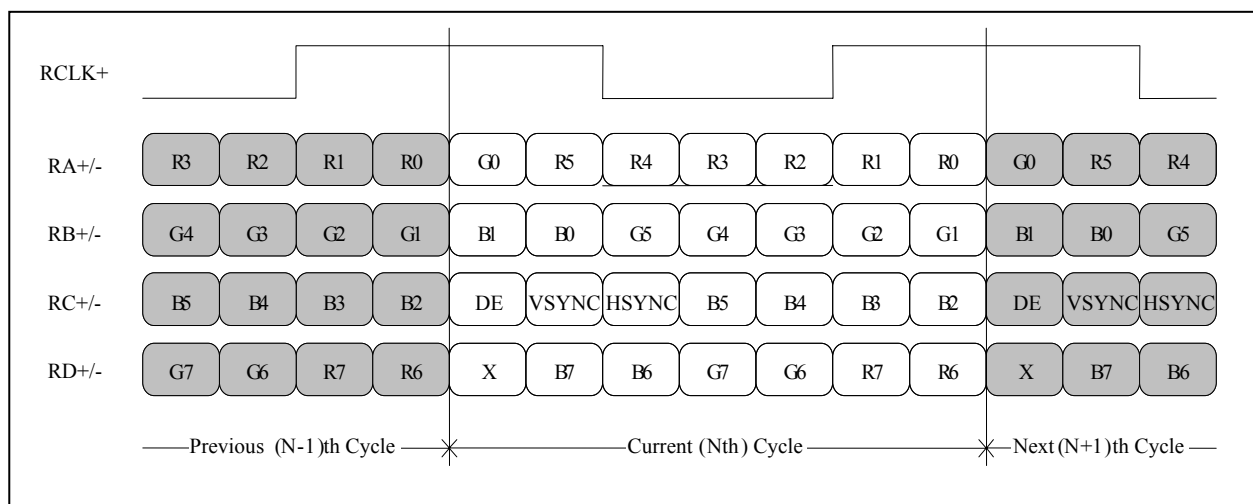 RCLK+
RA+/- R3 R2 R1 R0 G0 R5 R4 R3 R2 R1 R0 G0 R5 R4
RB+/- G4 G3 G2 G1 B1 B0 G5 G4 G3 G2 G1 B1 B0 G5
RC+/- B5 B4 B3 B2 DE VSYNC HSYNC B5 B4 B3 B2 DE VSYNC HSYNC
RD+/- G7 G6 R7 R6 X B7 B6 G7 G6 R7 R6 X B7 B6
Previous (N-1)th Cycle Current (Nth) Cycle Next (N+1)th Cycle